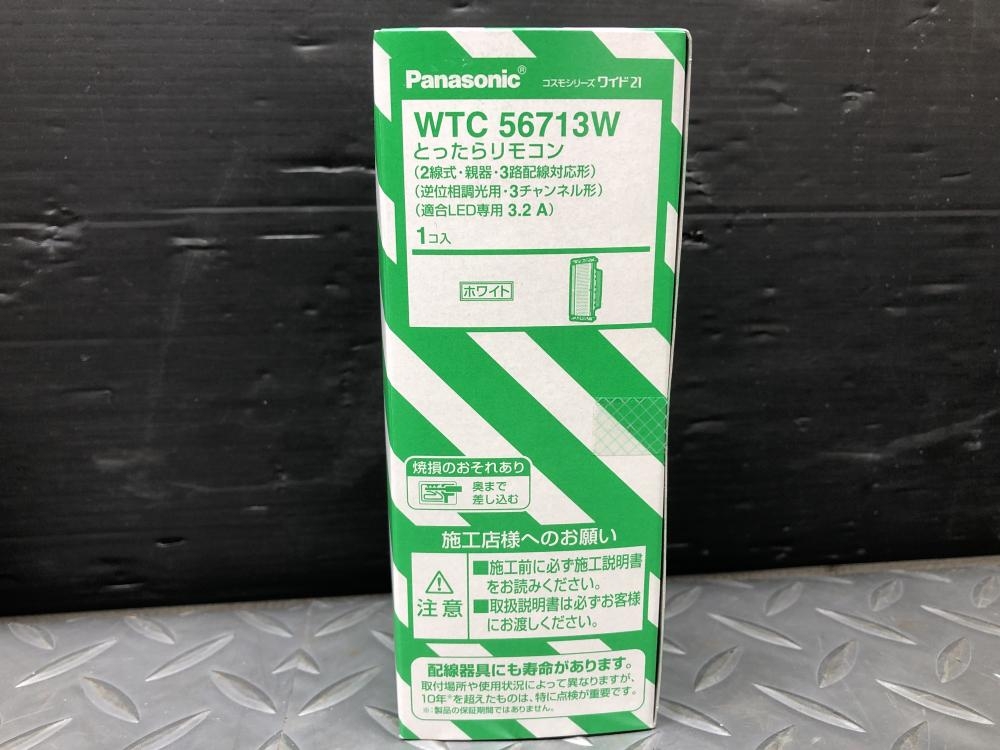 Panasonic® コスモシリーズ ワイド21
WTC 56713W
とったらリモコン
(2線式・親器・3路配線対応形)
(逆位相調光用・3チャンネル形)
(適合LED専用 3.2 A)
1コ入
ホワイト
焼損のおそれあり
奥まで
差し込む
施工店様へのお願い
注意
■施工前に必ず施工説明書
をお読みください。
■取扱説明書は必ずお客様
にお渡しください。
配線器具にも寿命があります。
取付場所や使用状況によって異なりますが、
10年※を超えたものは、特に点検が重要です。
※:製品の保証期間ではありません。